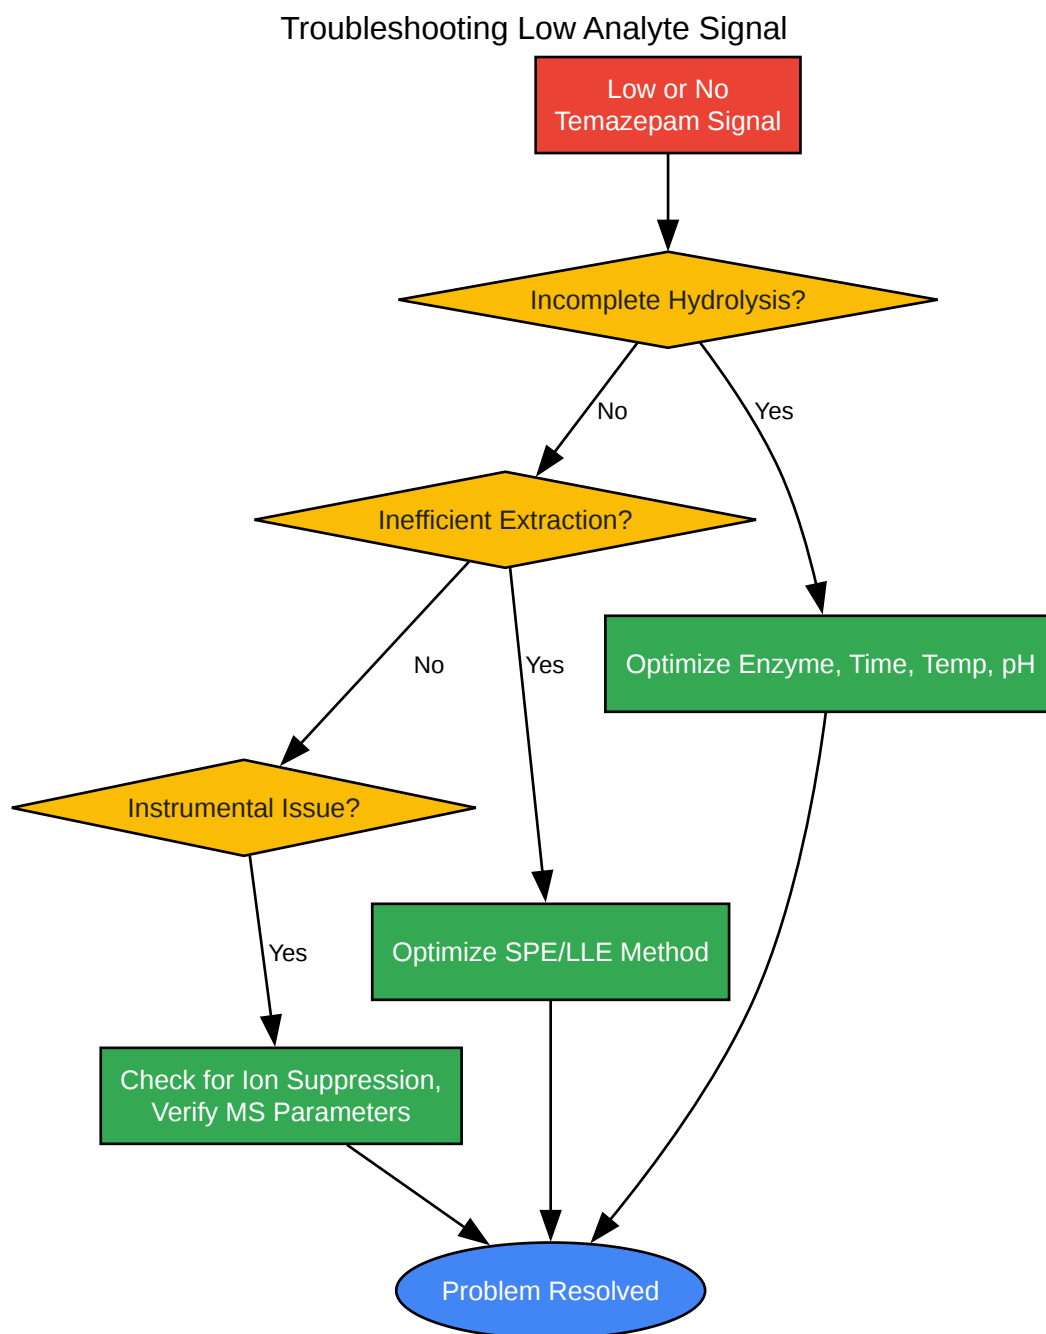 Troubleshooting Low Analyte Signal
Low or No
Temazepam Signal
Incomplete Hydrolysis?
No
Yes
Inefficient Extraction?
No
Yes
Optimize Enzyme, Time, Temp, pH
Instrumental Issue?
Yes
Optimize SPE/LLE Method
Check for Ion Suppression,
Verify MS Parameters
Problem Resolved